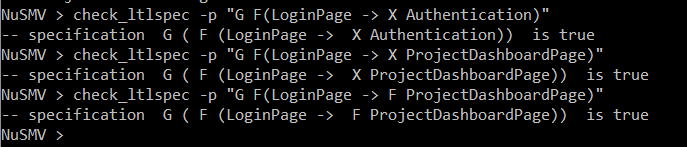 NuSMV > check_ltlspec -p "G F(LoginPage -> X Authentication)"
-- specification  G ( F (LoginPage ->  X Authentication))  is true
NuSMV > check_ltlspec -p "G F(LoginPage -> X ProjectDashboardPage)"
-- specification  G ( F (LoginPage ->  X ProjectDashboardPage))  is true
NuSMV > check_ltlspec -p "G F(LoginPage -> F ProjectDashboardPage)"
-- specification  G ( F (LoginPage ->  F ProjectDashboardPage))  is true
NuSMV >